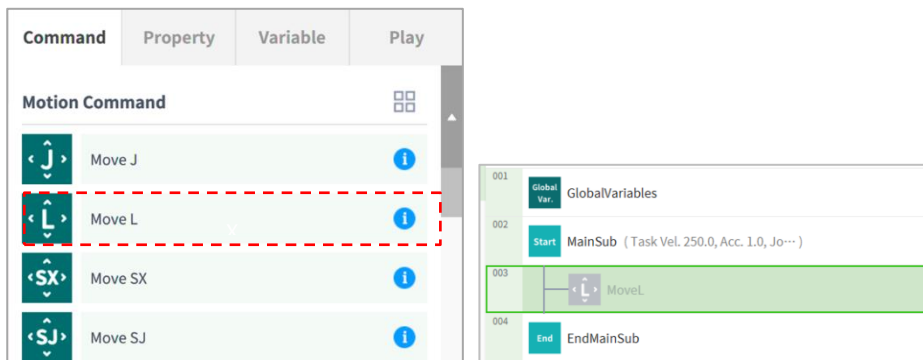 Command Property Variable Play
Motion Command
J Move J i
L Move L i
SX Move SX i
SJ Move SJ i
001
Global Var. GlobalVariables
002
Start MainSub ( Task Vel. 250.0, Acc. 1.0, Jo··· )
003
L MoveL
004
End EndMainSub